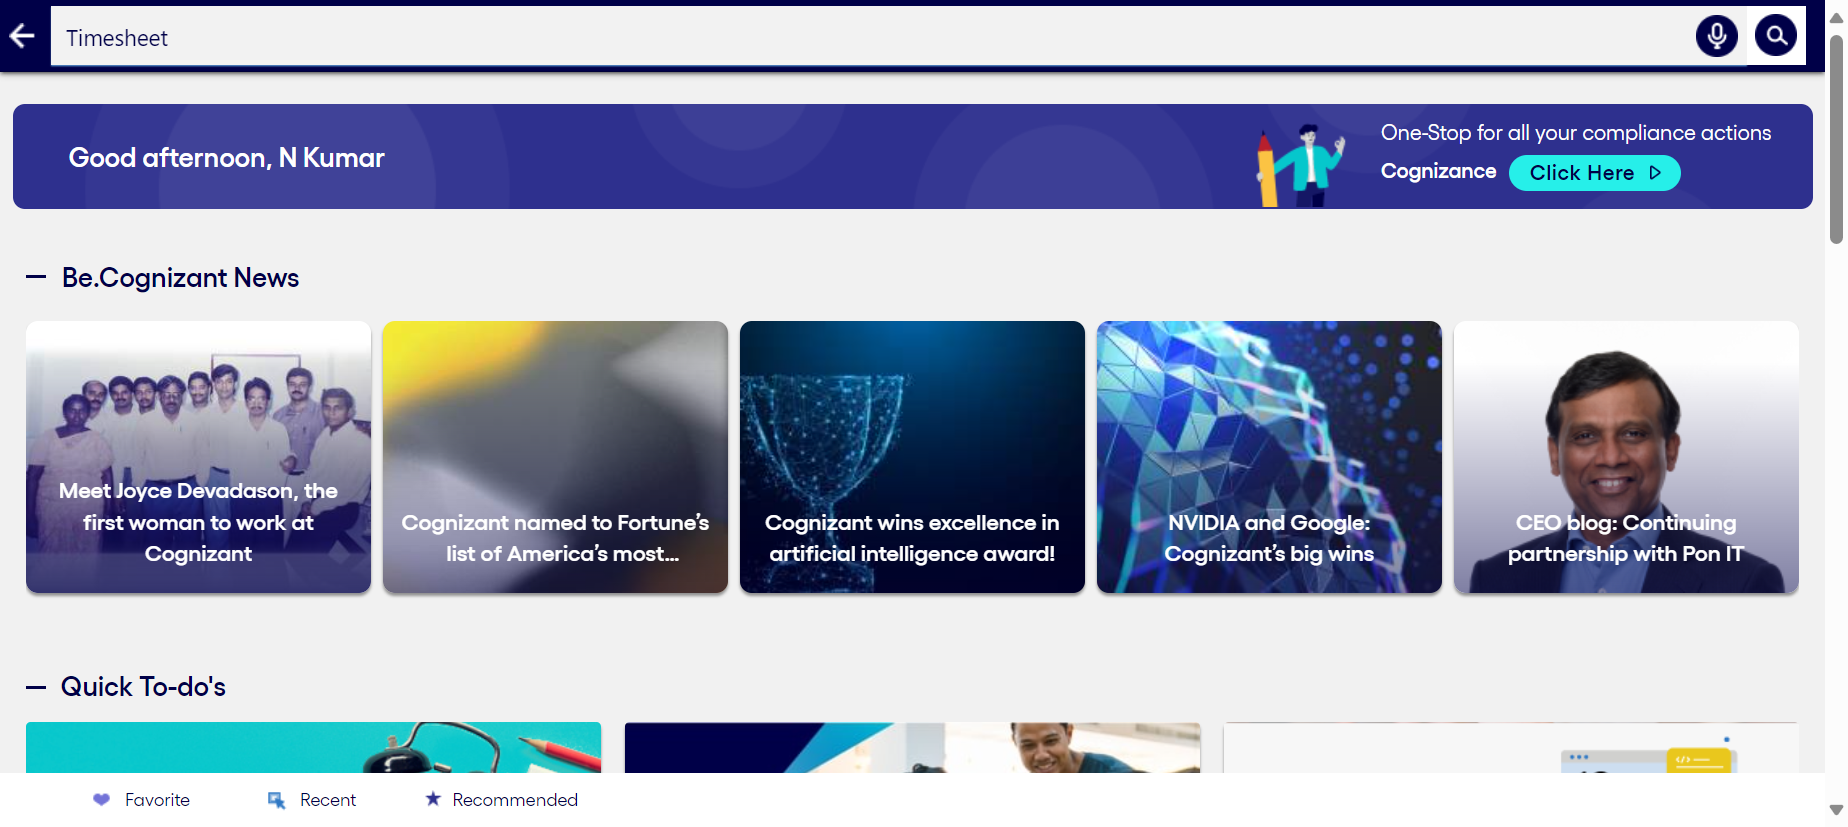 Timesheet
Good afternoon, N Kumar
One-Stop for all your compliance actions
Cognizance Click Here
Be.Cognizant News
Meet Joyce Devadason, the
first woman to work at
Cognizant
Cognizant named to Fortune's
list of America's most...
Cognizant wins excellence in
artificial intelligence award!
NVIDIA and Google:
Cognizant's big wins
CEO blog: Continuing
partnership with Pon IT
Quick To-do's
Favorite Recent Recommended